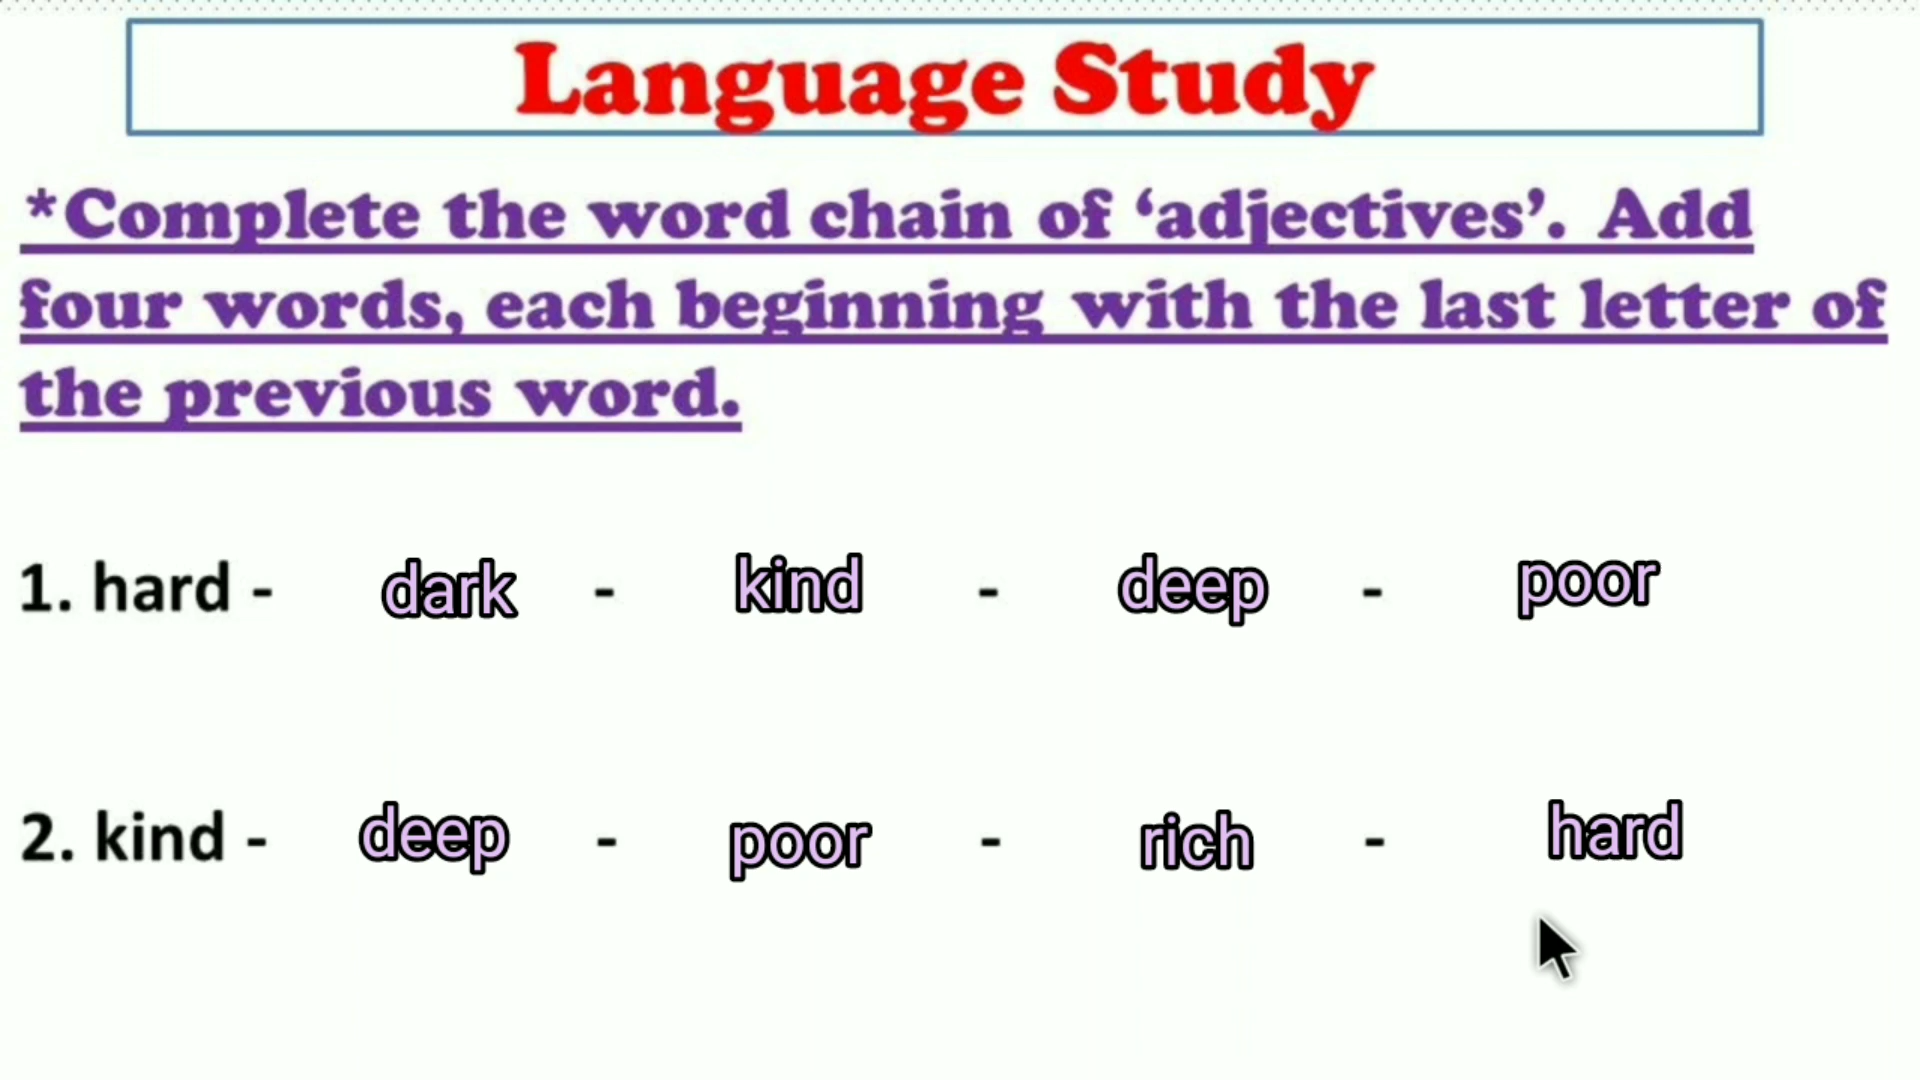 Language Study
*Complete the word chain of ‘adjectives’. Add
four words, each beginning with the last letter of
the previous word.
1. hard - dark - kind - deep - poor
2. kind - deep - poor - rich - hard